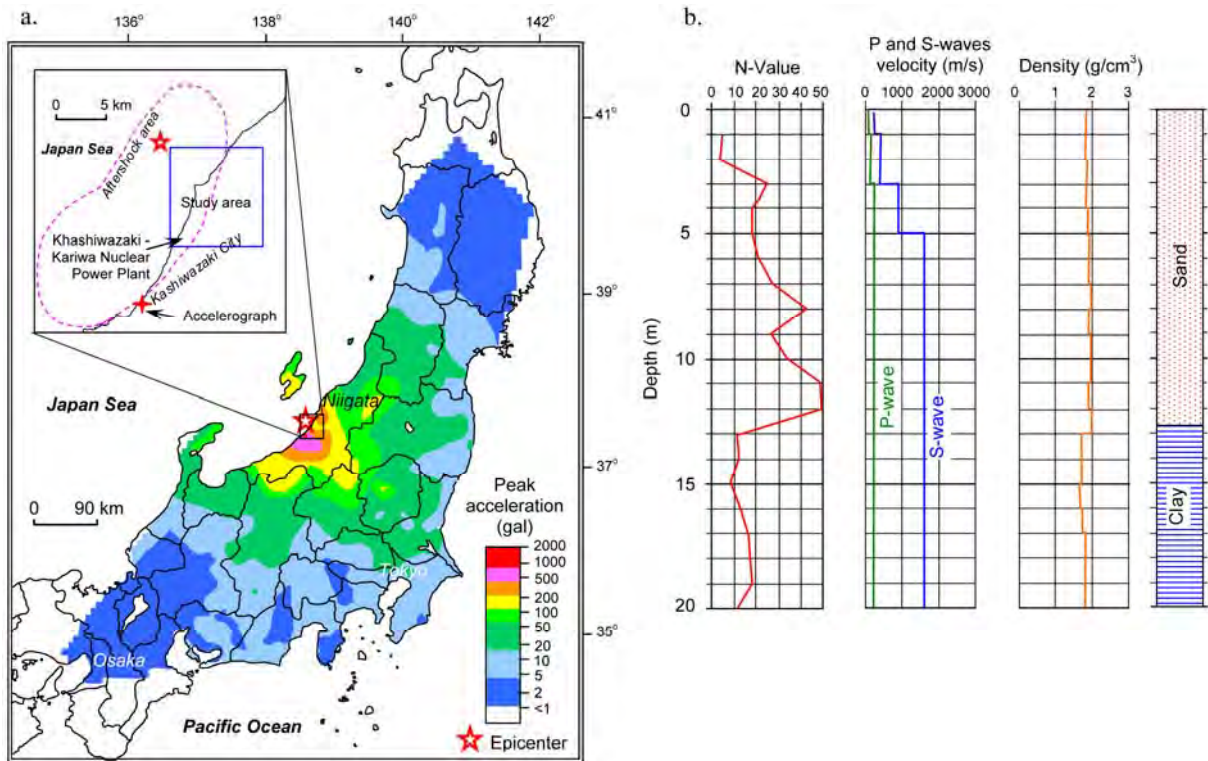 a.
136°
138°
140°
142°
41°
39°
37°
35°
0 5 km
Japan Sea
Aftershock area
Study area
Khashiwazaki -
Kariwa Nuclear
Power Plant
Kashiwazaki City
Accelerograph
Japan Sea
Niigata
0 90 km
Tokyo
Osaka
Pacific Ocean
Peak
acceleration
(gal)
2000
1000
500
200
100
50
20
10
5
2
<1
Epicenter
b.
N-Value
0 10 20 30 40 50
P and S-waves
velocity (m/s)
0 1000 2000 3000
Density (g/cm³)
0 1 2 3
Depth (m)
0
5
10
15
20
P-wave
S-wave
Sand
Clay